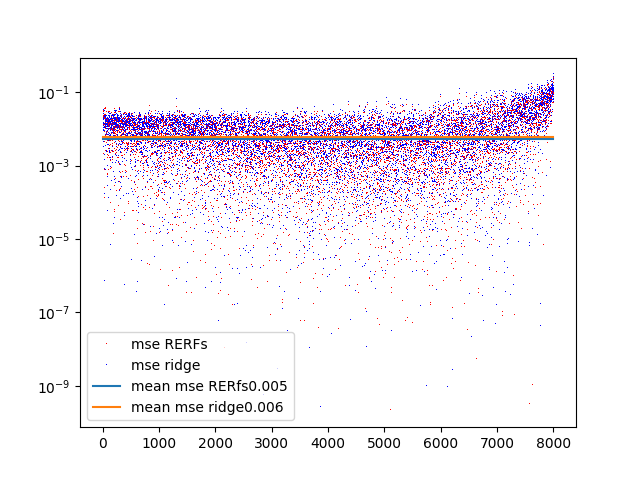 10⁻¹
10⁻³
10⁻⁵
10⁻⁷
10⁻⁹
mse RERFs
mse ridge
mean mse RERfs0.005
mean mse ridge0.006
0 1000 2000 3000 4000 5000 6000 7000 8000